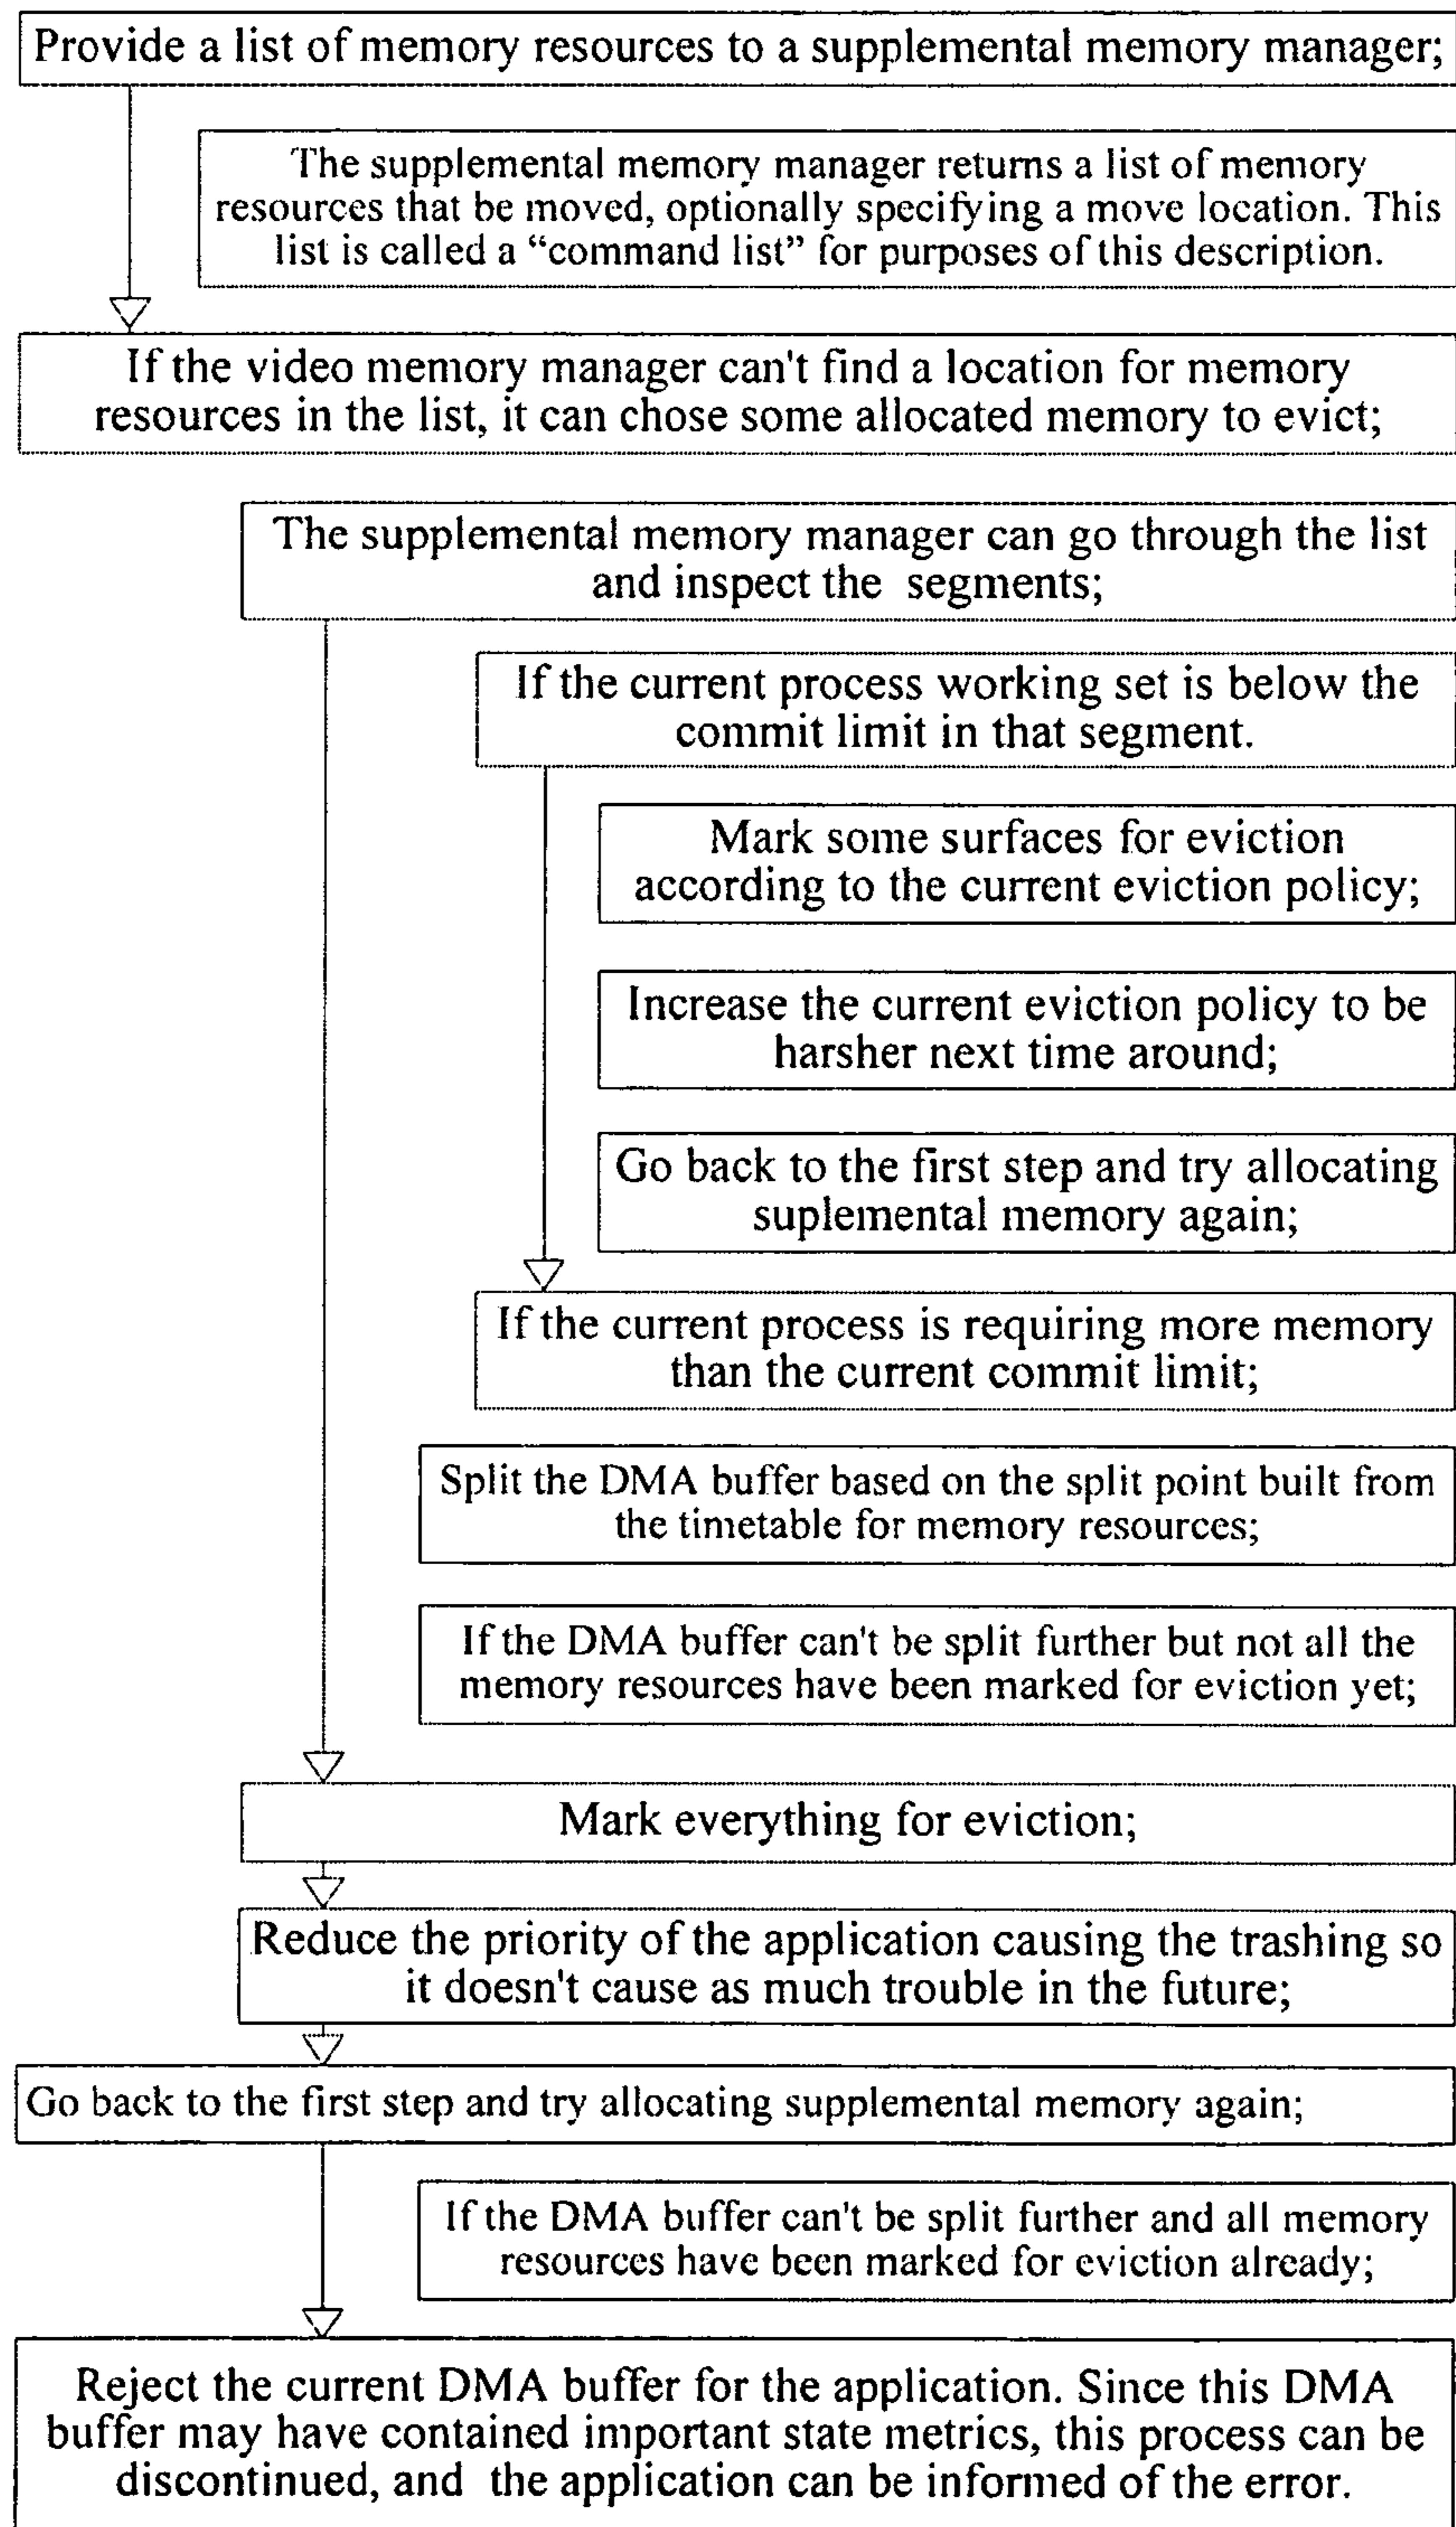 Provide a list of memory resources to a supplemental memory manager;
The supplemental memory manager returns a list of memory
resources that be moved, optionally specifying a move location. This
list is called a “command list” for purposes of this description.
If the video memory manager can't find a location for memory
resources in the list, it can chose some allocated memory to evict;
The supplemental memory manager can go through the list
and inspect the segments;
If the current process working set is below the
commit limit in that segment.
Mark some surfaces for eviction
according to the current eviction policy;
Increase the current eviction policy to be
harsher next time around;
Go back to the first step and try allocating
suplemental memory again;
If the current process is requiring more memory
than the current commit limit;
Split the DMA buffer based on the split point built from
the timetable for memory resources;
If the DMA buffer can't be split further but not all the
memory resources have been marked for eviction yet;
Mark everything for eviction;
Reduce the priority of the application causing the trashing so
it doesn't cause as much trouble in the future;
Go back to the first step and try allocating supplemental memory again;
If the DMA buffer can't be split further and all memory
resources have been marked for eviction already;
Reject the current DMA buffer for the application. Since this DMA
buffer may have contained important state metrics, this process can be
discontinued, and the application can be informed of the error.